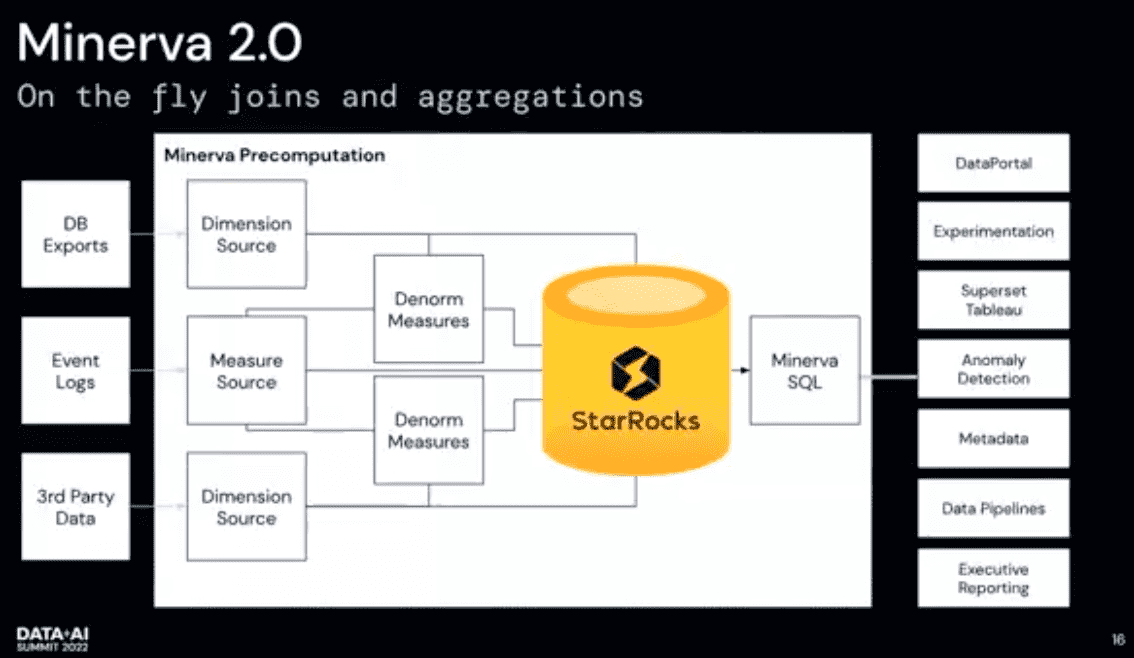 Minerva 2.0
On the fly joins and aggregations
Minerva Precomputation
DB
Exports
Event
Logs
3rd Party
Data
Dimension
Source
Measure
Source
Dimension
Source
Denorm
Measures
Denorm
Measures
StarRocks
Minerva
SQL
DataPortal
Experimentation
Superset
Tableau
Anomaly
Detection
Metadata
Data Pipelines
Executive
Reporting
DATA+AI
SUMMIT 2022
16